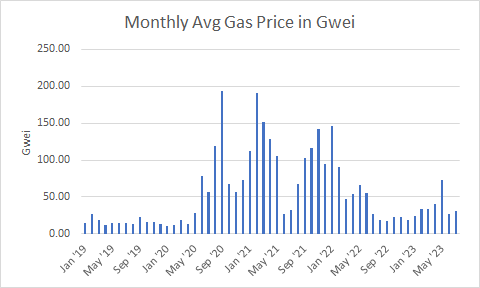 Monthly Avg Gas Price in Gwei
250.00
200.00
150.00
100.00
50.00
0.00
Gwei
Jan '19
May '19
Sep '19
Jan '20
May '20
Sep '20
Jan '21
May '21
Sep '21
Jan '22
May '22
Sep '22
Jan '23
May '23